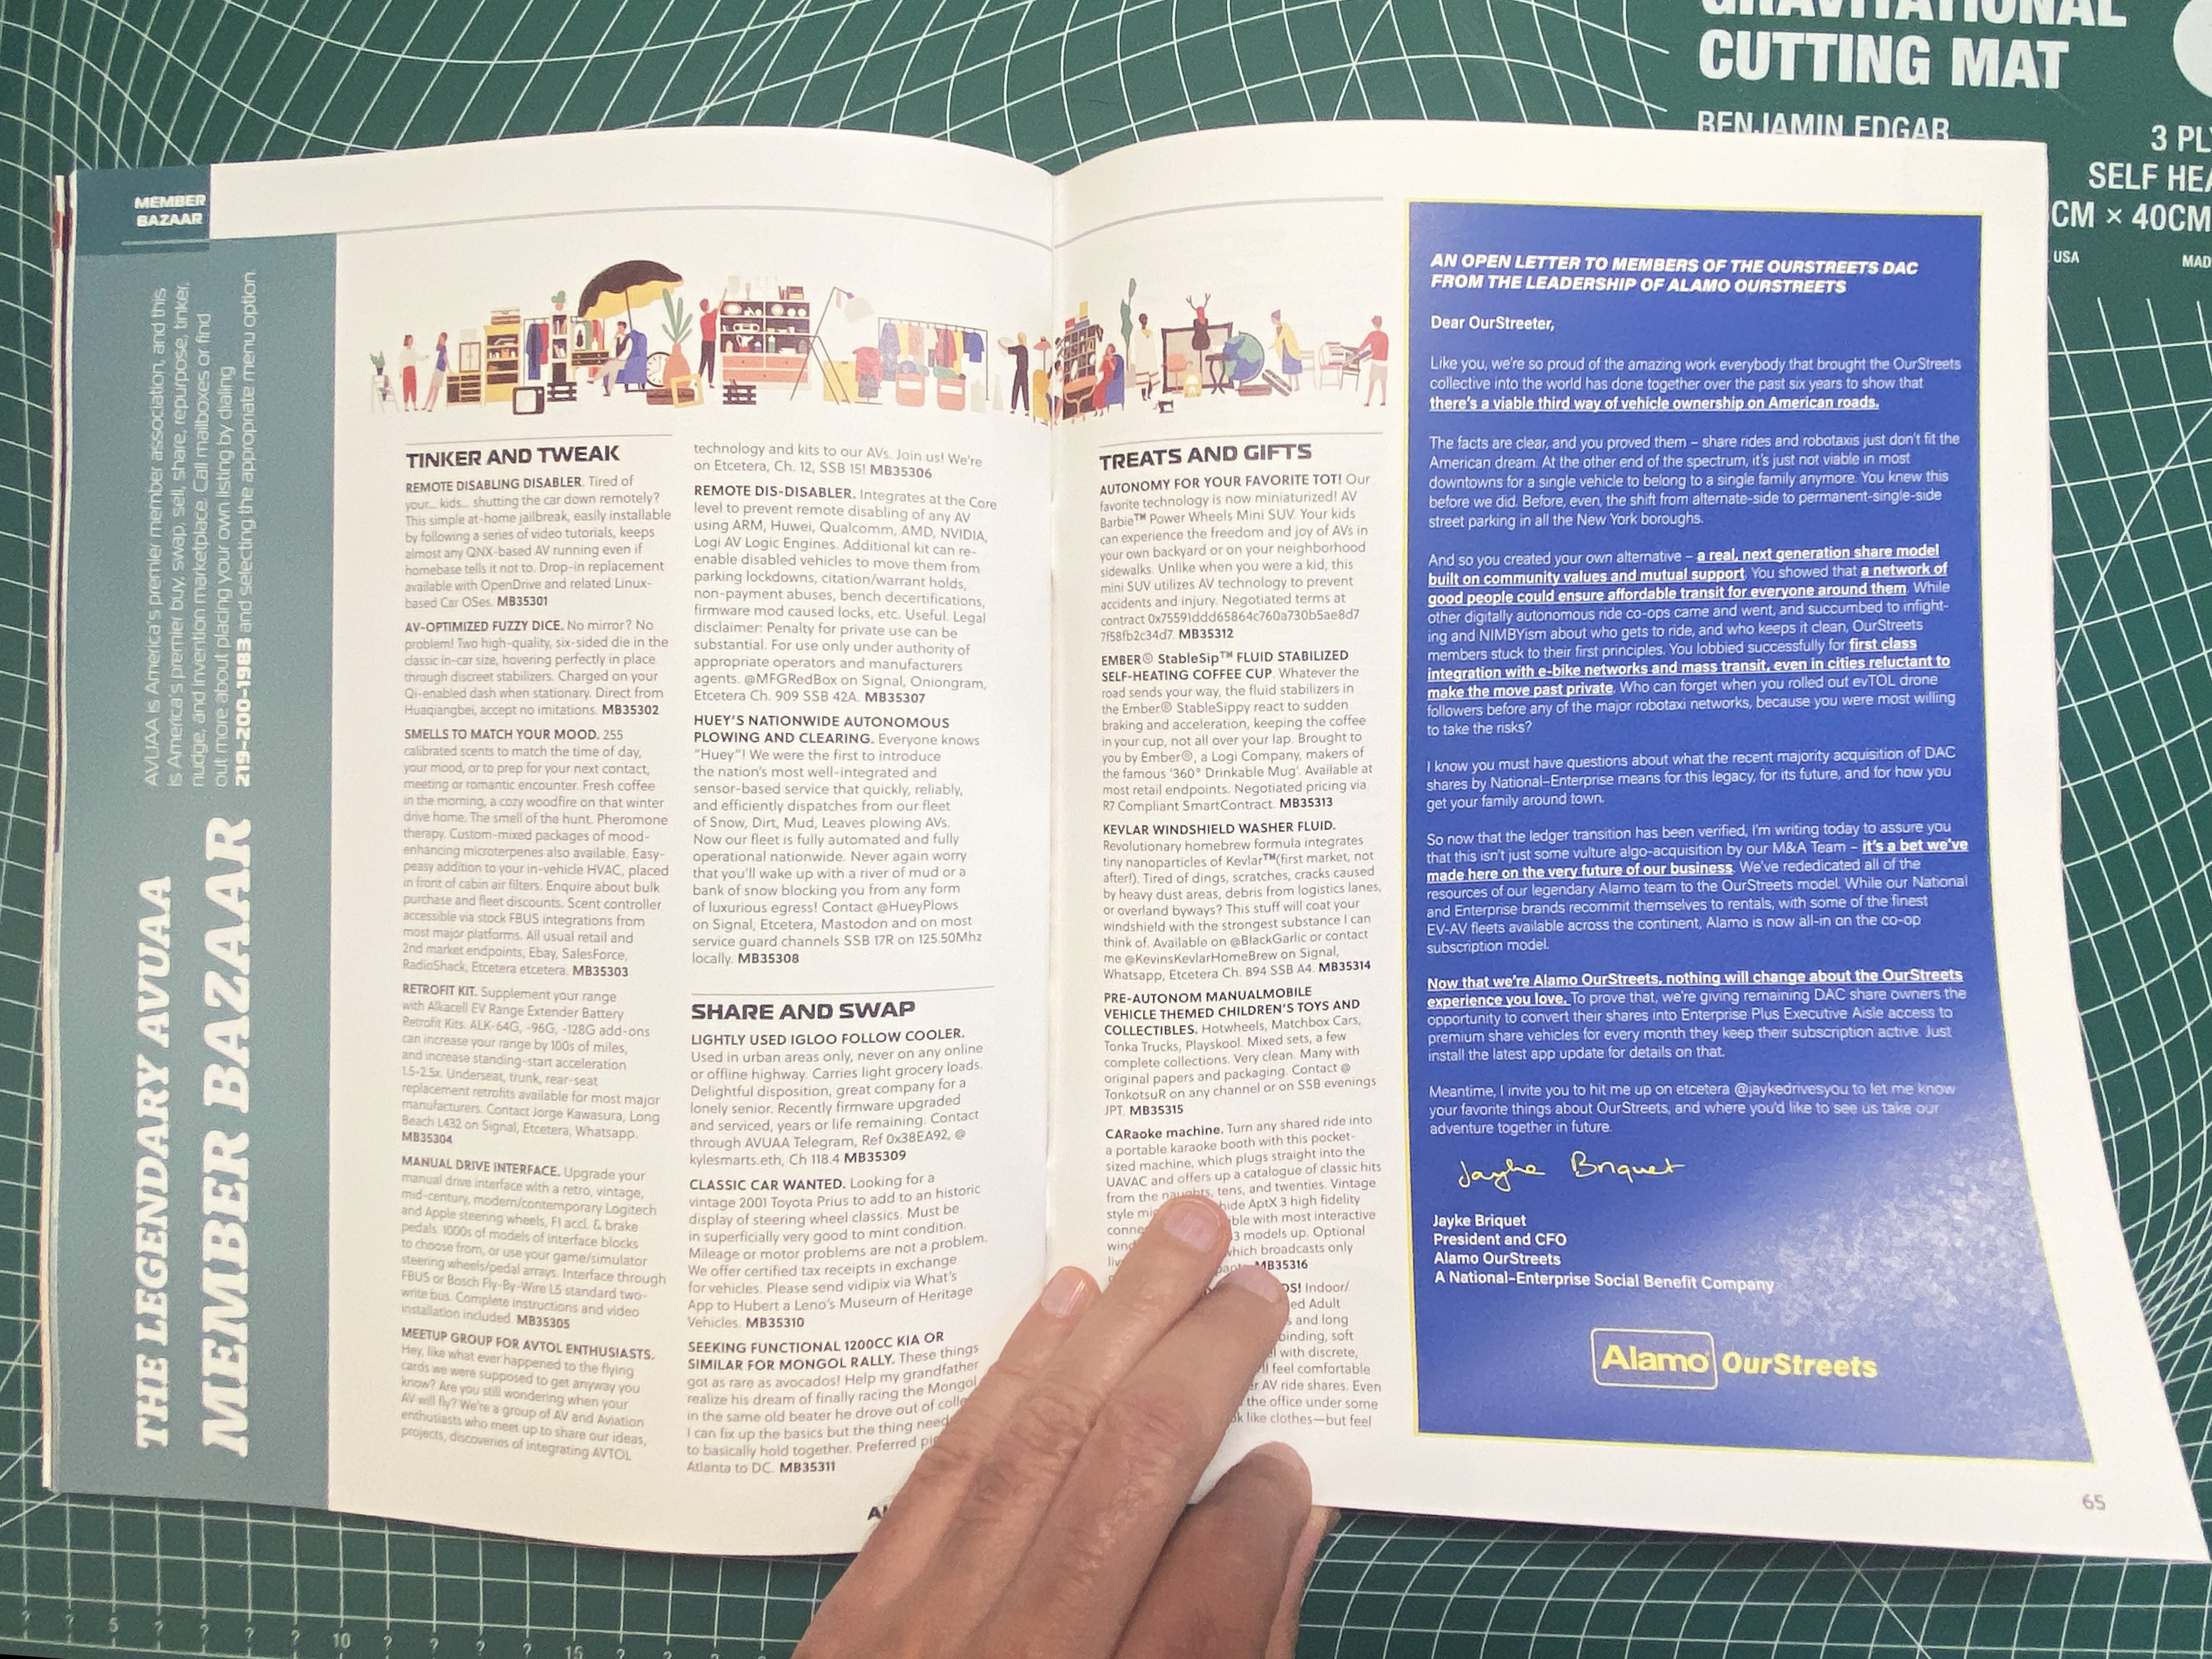 GRAVITATIONAL
CUTTING MAT
BENJAMIN EDGAR
3 PL
SELF HEA
CM × 40CM
USA
MAD
MEMBER
BAZAAR
THE LEGENDARY AVUAA
MEMBER BAZAAR
AVUAA is America's premier member association, and this
is America's premier buy, swap, sell, share, repurpose, tinker,
nudge, and invention marketplace. Call mailboxes or find
out more about placing your own listing by dialing
219-200-1983 and selecting the appropriate menu option.
TINKER AND TWEAK
REMOTE DISABLING DISABLER. Tired of
your... kids... shutting the car down remotely?
This simple at-home jailbreak, easily installable
by following a series of video tutorials, keeps
almost any QNX-based AV running even if
homebase tells it not to. Drop-in replacement
available with OpenDrive and related Linux-
based Car OSes. MB35301
AV-OPTIMIZED FUZZY DICE. No mirror? No
problem! Two high-quality, six-sided die in the
classic in-car size, hovering perfectly in place
through discreet stabilizers. Charged on your
Qi-enabled dash when stationary. Direct from
Huaqiangbei, accept no imitations. MB35302
SMELLS TO MATCH YOUR MOOD. 255
calibrated scents to match the time of day,
your mood, or to prep for your next contact,
meeting or romantic encounter. Fresh coffee
in the morning, a cozy woodfire on that winter
drive home. The smell of the hunt. Pheromone
therapy. Custom-mixed packages of mood-
enhancing microterpenes also available. Easy-
peasy addition to your in-vehicle HVAC, placed
in front of cabin air filters. Enquire about bulk
purchase and fleet discounts. Scent controller
accessible via stock FBUS integrations from
most major platforms. All usual retail and
2nd market endpoints, Ebay, SalesForce,
RadioShack, Etcetera etcetera. MB35303
RETROFIT KIT. Supplement your range
with Alkacell EV Range Extender Battery
Retrofit Kits. ALK-64G, -96G, -128G add-ons
can increase your range by 100s of miles,
and increase standing-start acceleration
1.5-2.5x. Underseat, trunk, rear-seat
replacement retrofits available for most major
manufacturers. Contact Jorge Kawasura, Long
Beach L432 on Signal, Etcetera, Whatsapp.
MB35304
MANUAL DRIVE INTERFACE. Upgrade your
manual drive interface with a retro, vintage,
mid-century, modern/contemporary Logitech
and Apple steering wheels, F1 accl. & brake
pedals. 1000s of models of interface blocks
to choose from, or use your game/simulator
steering wheels/pedal arrays. Interface through
FBUS or Bosch Fly-By-Wire L5 standard two-
write bus. Complete instructions and video
installation included. MB35305
MEETUP GROUP FOR AVTOL ENTHUSIASTS.
Hey, like what ever happened to the flying
cards we were supposed to get anyway you
know? Are you still wondering when your
AV will fly? We're a group of AV and Aviation
enthusiasts who meet up to share our ideas,
projects, discoveries of integrating AVTOL
technology and kits to our AVs. Join us! We're
on Etcetera, Ch. 12, SSB 15! MB35306
REMOTE DIS-DISABLER. Integrates at the Core
level to prevent remote disabling of any AV
using ARM, Huwei, Qualcomm, AMD, NVIDIA,
Logi AV Logic Engines. Additional kit can re-
enable disabled vehicles to move them from
parking lockdowns, citation/warrant holds,
non-payment abuses, bench decertifications,
firmware mod caused locks, etc. Useful. Legal
disclaimer: Penalty for private use can be
substantial. For use only under authority of
appropriate operators and manufacturers
agents. @MFGRedBox on Signal, Oniongram,
Etcetera Ch. 909 SSB 42A. MB35307
HUEY'S NATIONWIDE AUTONOMOUS
PLOWING AND CLEARING. Everyone knows
"Huey"! We were the first to introduce
the nation's most well-integrated and
sensor-based service that quickly, reliably,
and efficiently dispatches from our fleet
of Snow, Dirt, Mud, Leaves plowing AVs.
Now our fleet is fully automated and fully
operational nationwide. Never again worry
that you'll wake up with a river of mud or a
bank of snow blocking you from any form
of luxurious egress! Contact @HueyPlows
on Signal, Etcetera, Mastodon and on most
service guard channels SSB 17R on 125.50Mhz
locally. MB35308
SHARE AND SWAP
LIGHTLY USED IGLOO FOLLOW COOLER.
Used in urban areas only, never on any online
or offline highway. Carries light grocery loads.
Delightful disposition, great company for a
lonely senior. Recently firmware upgraded
and serviced, years or life remaining. Contact
through AVUAA Telegram, Ref 0x38EA92, @
kylesmarts.eth, Ch 118.4 MB35309
CLASSIC CAR WANTED. Looking for a
vintage 2001 Toyota Prius to add to an historic
display of steering wheel classics. Must be
in superficially very good to mint condition.
Mileage or motor problems are not a problem.
We offer certified tax receipts in exchange
for vehicles. Please send vidipix via What's
App to Hubert a Leno's Museum of Heritage
Vehicles. MB35310
SEEKING FUNCTIONAL 1200CC KIA OR
SIMILAR FOR MONGOL RALLY. These things
got as rare as avocados! Help my grandfather
realize his dream of finally racing the Mongol
in the same old beater he drove out of colle
I can fix up the basics but the thing need
to basically hold together. Preferred pi
Atlanta to DC. MB35311
TREATS AND GIFTS
AUTONOMY FOR YOUR FAVORITE TOT! Our
favorite technology is now miniaturized! AV
Barbie™ Power Wheels Mini SUV. Your kids
can experience the freedom and joy of AVs in
your own backyard or on your neighborhood
sidewalks. Unlike when you were a kid, this
mini SUV utilizes AV technology to prevent
accidents and injury. Negotiated terms at
contract 0x75591ddd65864c760a730b5ae8d7
7f58fb2c34d7. MB35312
EMBER® StableSip™ FLUID STABILIZED
SELF-HEATING COFFEE CUP. Whatever the
road sends your way, the fluid stabilizers in
the Ember® StableSippy react to sudden
braking and acceleration, keeping the coffee
in your cup, not all over your lap. Brought to
you by Ember®, a Logi Company, makers of
the famous '360° Drinkable Mug'. Available at
most retail endpoints. Negotiated pricing via
R7 Compliant SmartContract. MB35313
KEVLAR WINDSHIELD WASHER FLUID.
Revolutionary homebrew formula integrates
tiny nanoparticles of Kevlar™(first market, not
after!). Tired of dings, scratches, cracks caused
by heavy dust areas, debris from logistics lanes,
or overland byways? This stuff will coat your
windshield with the strongest substance I can
think of. Available on @BlackGarlic or contact
me @KevinsKevlarHomeBrew on Signal,
Whatsapp, Etcetera Ch. 894 SSB A4. MB35314
PRE-AUTONOM MANUALMOBILE
VEHICLE THEMED CHILDREN'S TOYS AND
COLLECTIBLES. Hotwheels, Matchbox Cars,
Tonka Trucks, Playskool. Mixed sets, a few
complete collections. Very clean. Many with
original papers and packaging. Contact @
TonkotsuR on any channel or on SSB evenings
JPT. MB35315
CARaoke machine. Turn any shared ride into
a portable karaoke booth with this pocket-
sized machine, which plugs straight into the
UAVAC and offers up a catalogue of classic hits
from the naughts, tens, and twenties. Vintage
style mi hide AptX 3 high fidelity
conne ble with most interactive
wind 3 models up. Optional
liv which broadcasts only
MB35316
OS! Indoor/
ed Adult
s and long
binding, soft
with discrete,
ll feel comfortable
r AV ride shares. Even
the office under some
ok like clothes—but feel
AN OPEN LETTER TO MEMBERS OF THE OURSTREETS DAC
FROM THE LEADERSHIP OF ALAMO OURSTREETS
Dear OurStreeter,
Like you, we're so proud of the amazing work everybody that brought the OurStreets
collective into the world has done together over the past six years to show that
there's a viable third way of vehicle ownership on American roads.
The facts are clear, and you proved them – share rides and robotaxis just don't fit the
American dream. At the other end of the spectrum, it's just not viable in most
downtowns for a single vehicle to belong to a single family anymore. You knew this
before we did. Before, even, the shift from alternate-side to permanent-single-side
street parking in all the New York boroughs.
And so you created your own alternative – a real, next generation share model
built on community values and mutual support. You showed that a network of
good people could ensure affordable transit for everyone around them. While
other digitally autonomous ride co-ops came and went, and succumbed to infight-
ing and NIMBYism about who gets to ride, and who keeps it clean, OurStreets
members stuck to their first principles. You lobbied successfully for first class
integration with e-bike networks and mass transit, even in cities reluctant to
make the move past private. Who can forget when you rolled out evTOL drone
followers before any of the major robotaxi networks, because you were most willing
to take the risks?
I know you must have questions about what the recent majority acquisition of DAC
shares by National–Enterprise means for this legacy, for its future, and for how you
get your family around town.
So now that the ledger transition has been verified, I'm writing today to assure you
that this isn't just some vulture algo-acquisition by our M&A Team – it's a bet we've
made here on the very future of our business. We've rededicated all of the
resources of our legendary Alamo team to the OurStreets model. While our National
and Enterprise brands recommit themselves to rentals, with some of the finest
EV-AV fleets available across the continent, Alamo is now all-in on the co-op
subscription model.
Now that we're Alamo OurStreets, nothing will change about the OurStreets
experience you love. To prove that, we're giving remaining DAC share owners the
opportunity to convert their shares into Enterprise Plus Executive Aisle access to
premium share vehicles for every month they keep their subscription active. Just
install the latest app update for details on that.
Meantime, I invite you to hit me up on etcetera @jaykedrivesyou to let me know
your favorite things about OurStreets, and where you'd like to see us take our
adventure together in future.
Jayke Briquet
Jayke Briquet
President and CFO
Alamo OurStreets
A National–Enterprise Social Benefit Company
Alamo OurStreets
65
? ? 5 ? ? ? ? 10 ? ? ? ? 15 ? ? ?